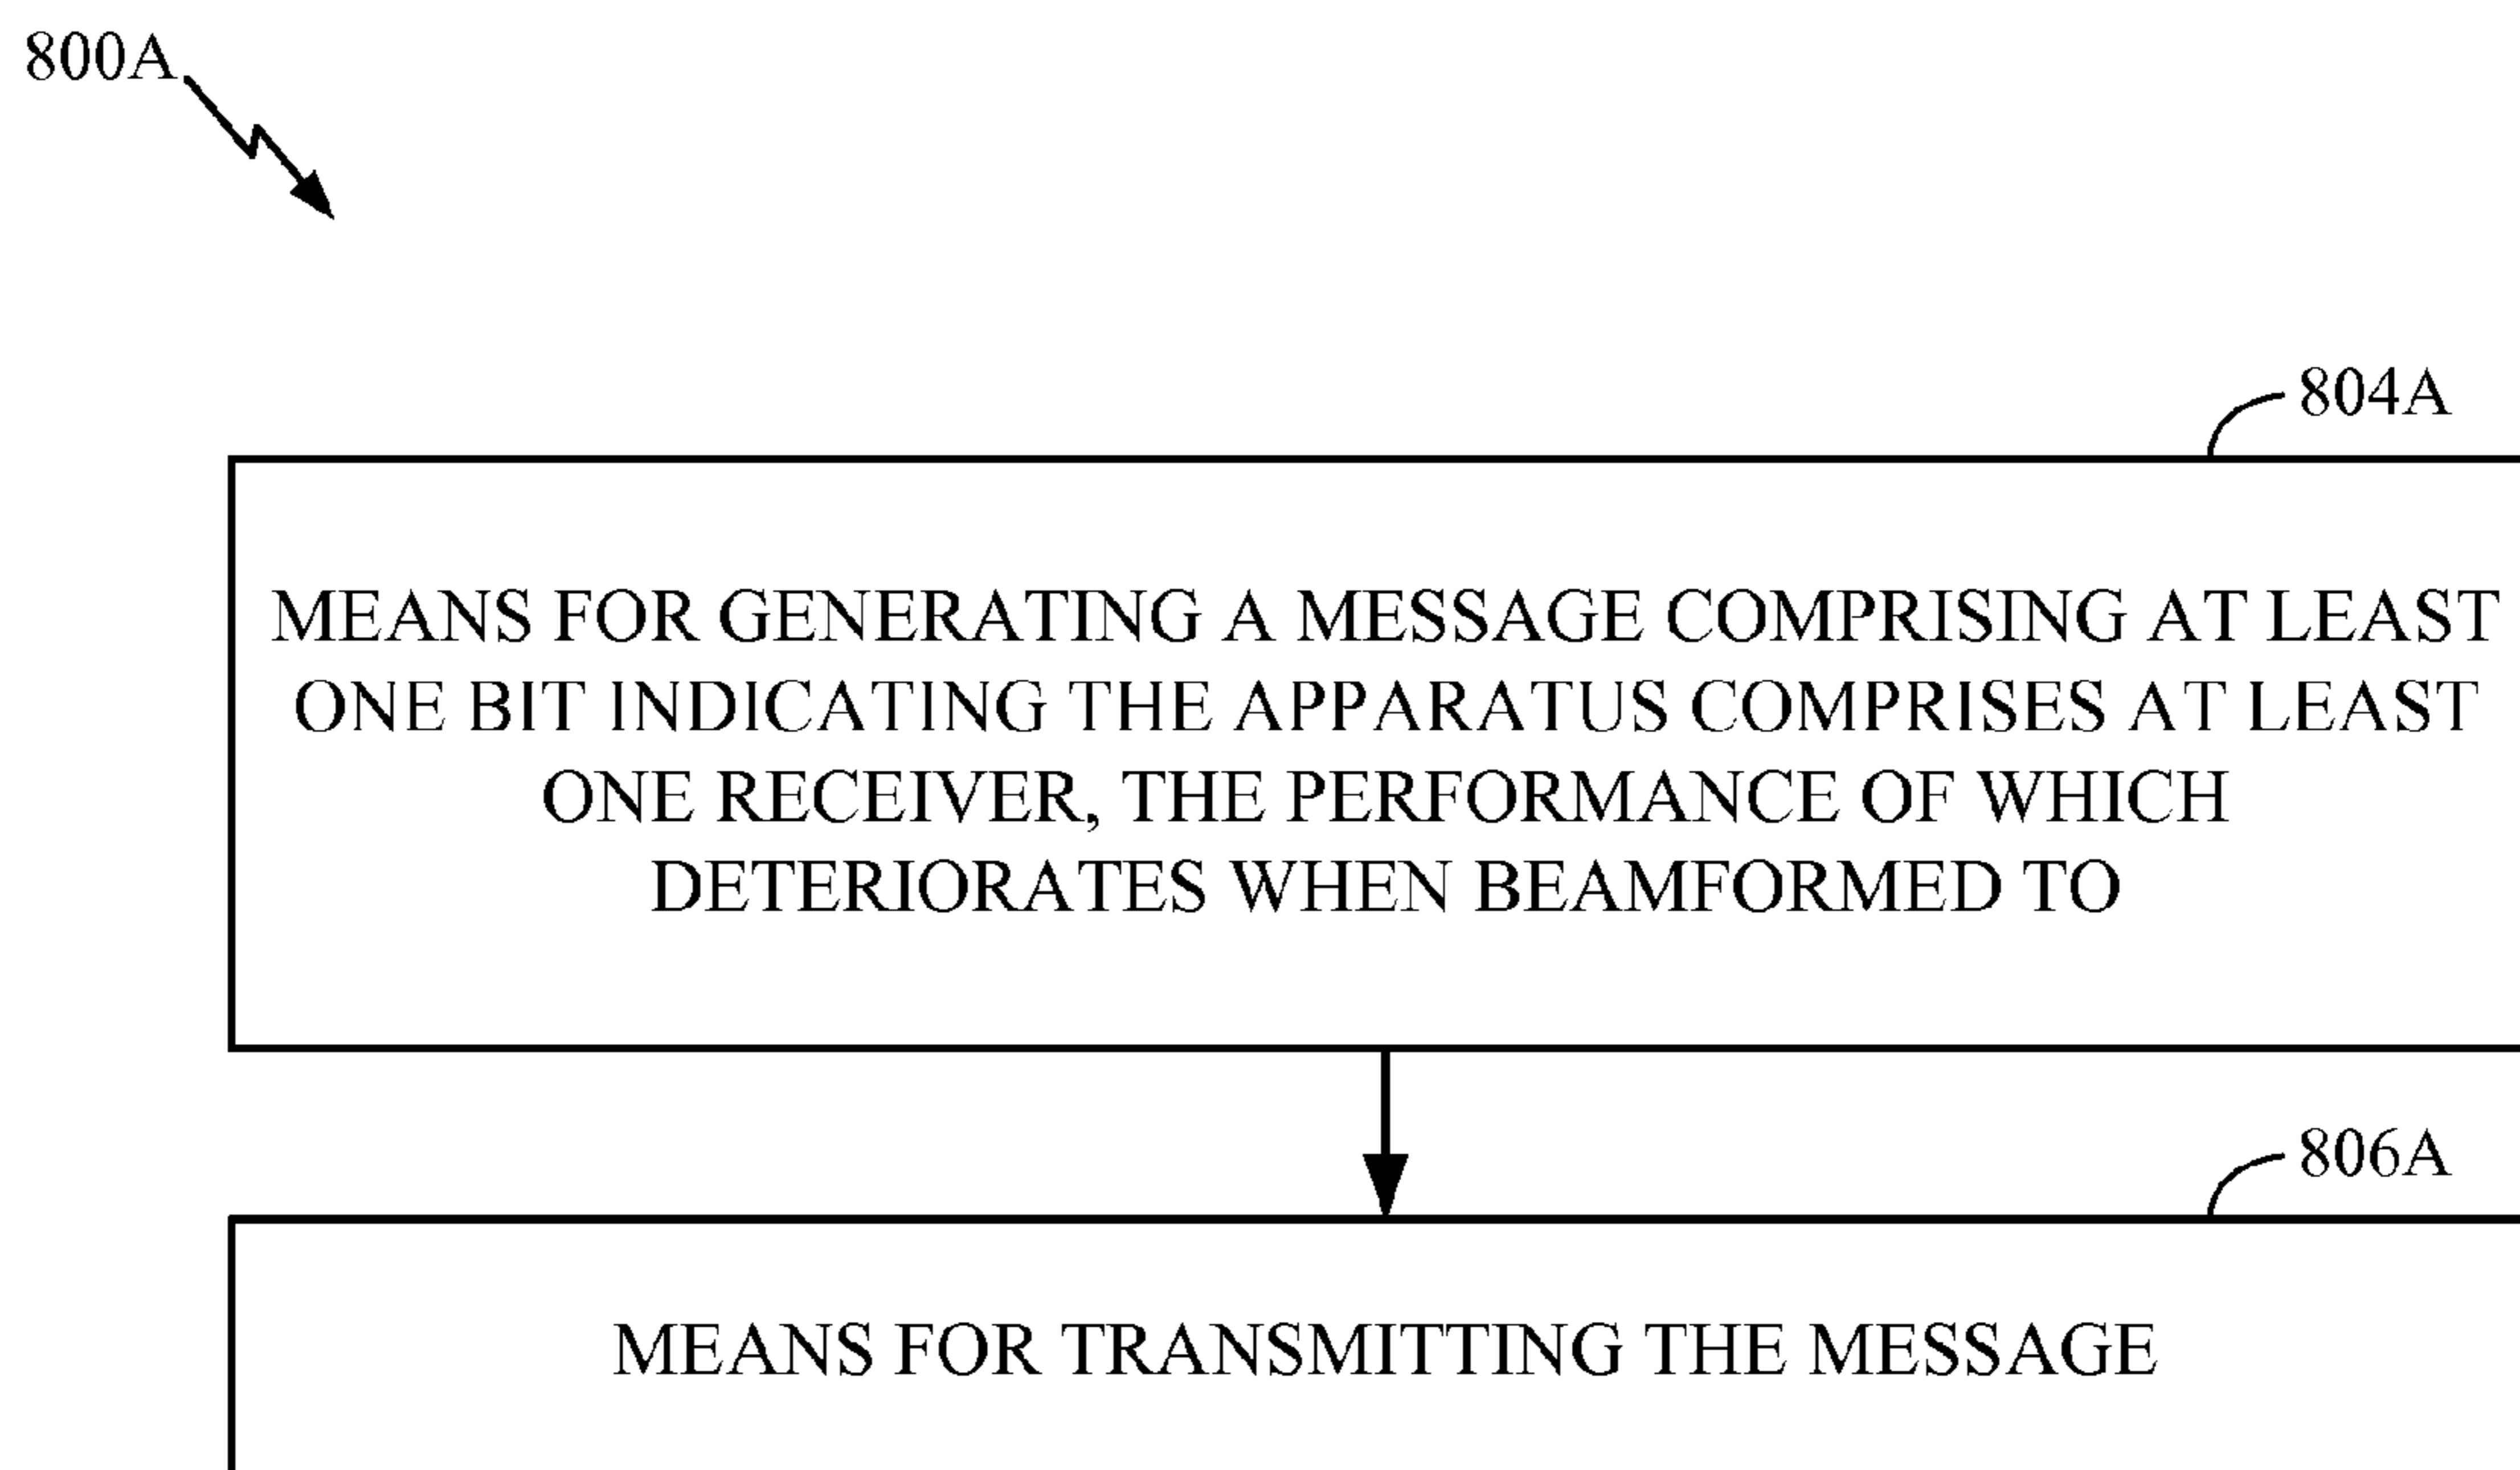 800A
804A
MEANS FOR GENERATING A MESSAGE COMPRISING AT LEAST
ONE BIT INDICATING THE APPARATUS COMPRISES AT LEAST
ONE RECEIVER, THE PERFORMANCE OF WHICH
DETERIORATES WHEN BEAMFORMED TO
806A
MEANS FOR TRANSMITTING THE MESSAGE